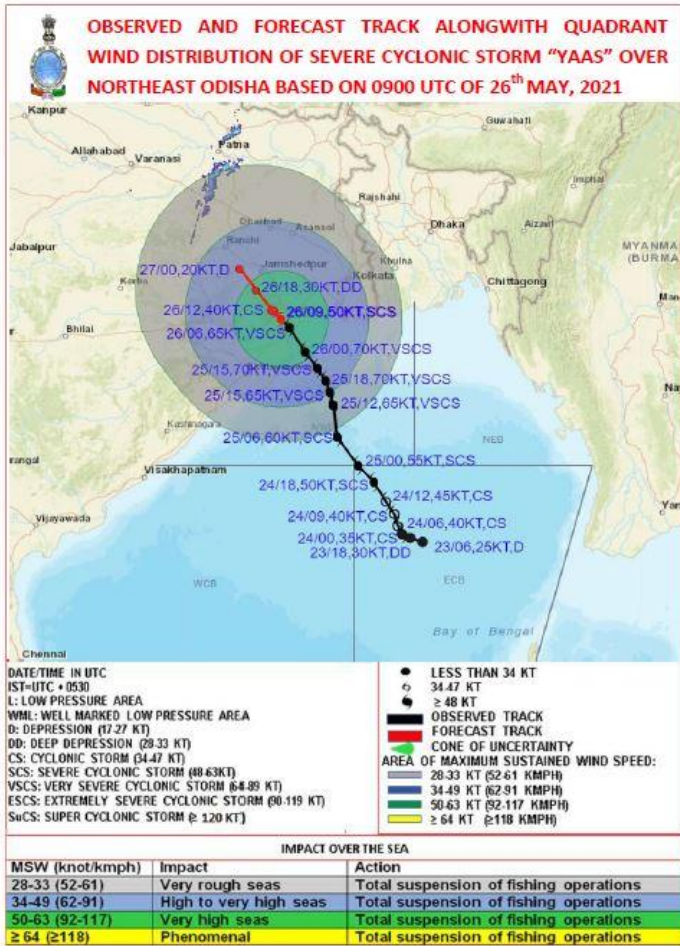 OBSERVED AND FORECAST TRACK ALONGWITH QUADRANT
WIND DISTRIBUTION OF SEVERE CYCLONIC STORM “YAAS” OVER
NORTHEAST ODISHA BASED ON 0900 UTC OF 26th MAY, 2021
Kanpur
Guwahati
Allahabad
Patna
Varanasi
Imphal
Rajshahi
Dhanbad
Asansol
Dhaka
Aizawl
Jabalpur
Ranchi
Jamshedpur
Khulna
MYANMA
(BURMA
27/00,20KT,D
Kolkata
Chittagong
Korba
26/18,30KT,DD
Man
26/12,40KT,CS
26/09,50KT,SCS
Bhilai
26/06,65KT,VSCS
26/00,70KT,VSCS
25/15,70KT,VSCS
25/18,70KT,VSCS
Nay
25/15,65KT,VSCS
25/12,65KT,VSCS
Kashinagara
25/06,60KT,SCS
NEB
rangal
25/00,55KT,SCS
Visakhapatnam
24/18,50KT,SCS
24/12,45KT,CS
Yan
24/09,40KT,CS
24/06,40KT,CS
Vijayawada
24/00,35KT,CS
23/06,25KT,D
23/18,30KT,DD
WCB
ECB
Bay of Bengal
Chennai
DATE/TIME IN UTC
IST=UTC + 0530
L: LOW PRESSURE AREA
WML: WELL MARKED LOW PRESSURE AREA
D: DEPRESSION (17-27 KT)
DD: DEEP DEPRESSION (28-33 KT)
CS: CYCLONIC STORM (34-47 KT)
SCS: SEVERE CYCLONIC STORM (48-63KT)
VSCS: VERY SEVERE CYCLONIC STORM (64-89 KT)
ESCS: EXTREMELY SEVERE CYCLONIC STORM (90-119 KT)
SuCS: SUPER CYCLONIC STORM (≥ 120 KT)
LESS THAN 34 KT
34-47 KT
≥ 48 KT
OBSERVED TRACK
FORECAST TRACK
CONE OF UNCERTAINTY
AREA OF MAXIMUM SUSTAINED WIND SPEED:
28-33 KT (52-61 KMPH)
34-49 KT (62-91 KMPH)
50-63 KT (92-117 KMPH)
≥ 64 KT (≥118 KMPH)
IMPACT OVER THE SEA
MSW (knot/kmph) Impact Action
28-33 (52-61) Very rough seas Total suspension of fishing operations
34-49 (62-91) High to very high seas Total suspension of fishing operations
50-63 (92-117) Very high seas Total suspension of fishing operations
≥ 64 (≥118) Phenomenal Total suspension of fishing operations